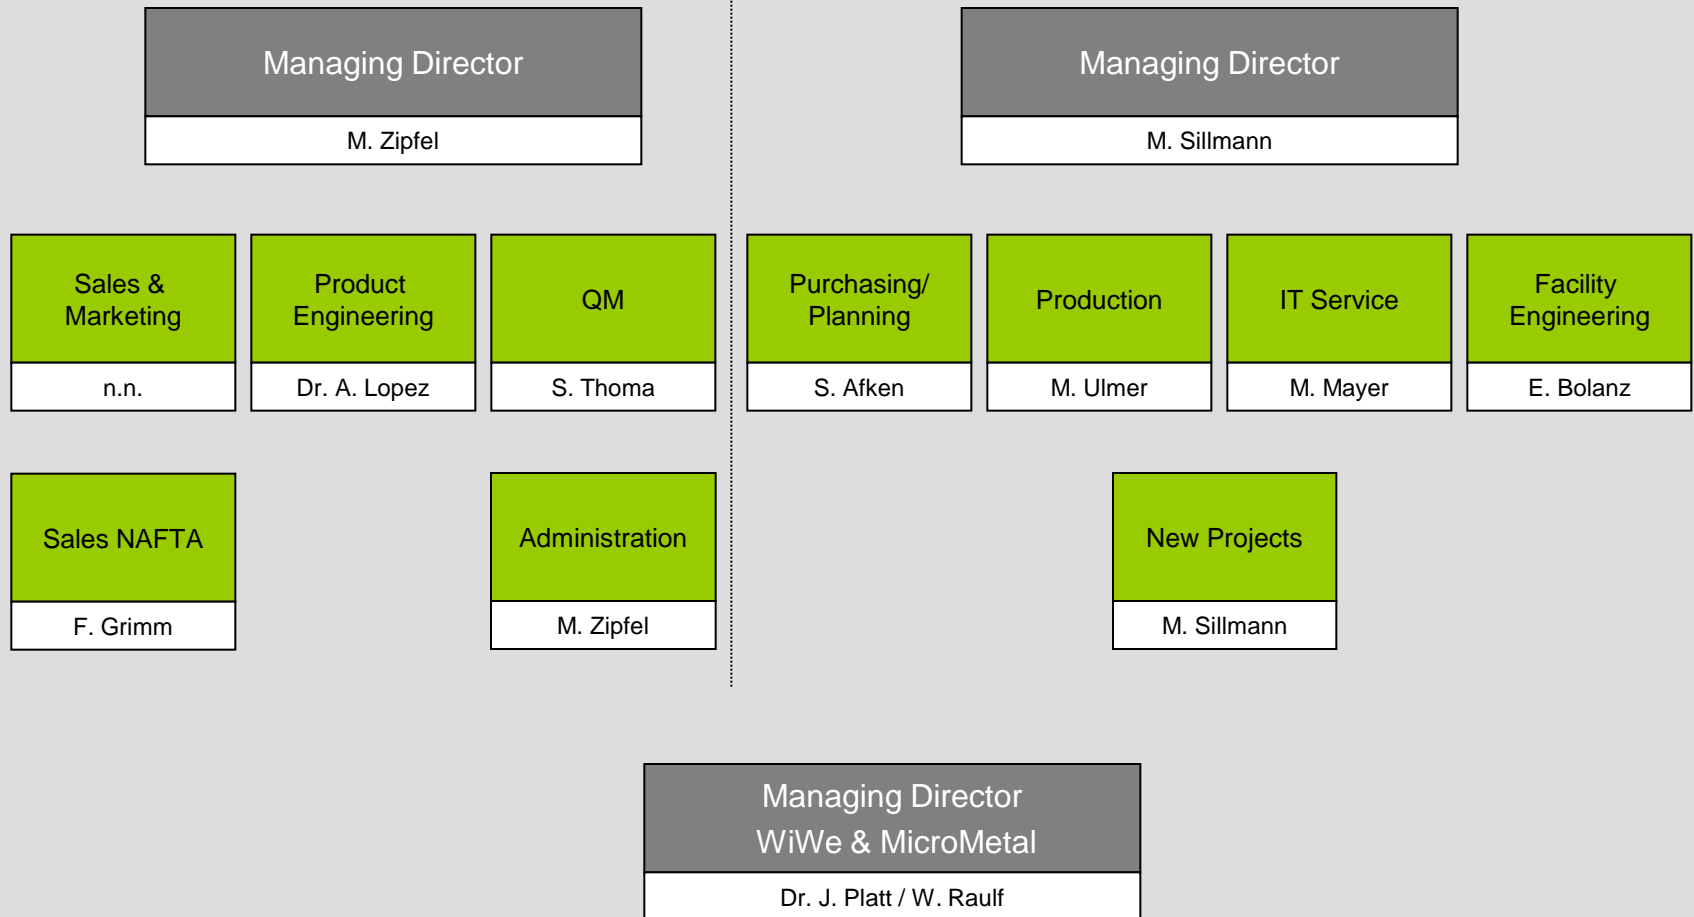 Managing Director
M. Zipfel
Managing Director
M. Sillmann
Sales &
Marketing
n.n.
Product
Engineering
Dr. A. Lopez
QM
S. Thoma
Purchasing/
Planning
S. Afken
Production
M. Ulmer
IT Service
M. Mayer
Facility
Engineering
E. Bolanz
Sales NAFTA
F. Grimm
Administration
M. Zipfel
New Projects
M. Sillmann
Managing Director
WiWe & MicroMetal
Dr. J. Platt / W. Raulf